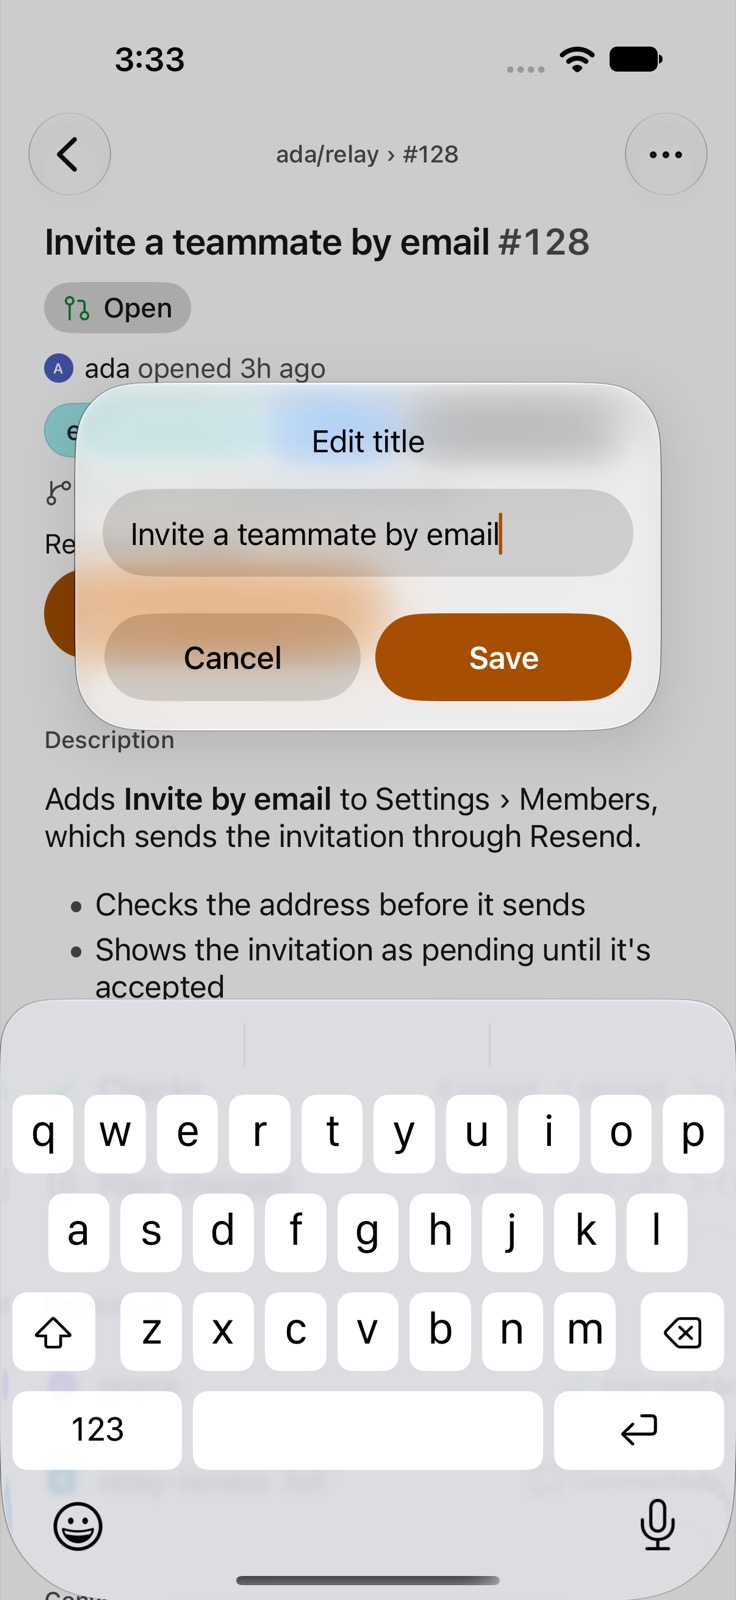 3:33
ada/relay › #128
Invite a teammate by email #128
Open
A ada opened 3h ago
Edit title
Invite a teammate by email
Cancel
Save
Description
Adds Invite by email to Settings › Members,
which sends the invitation through Resend.
• Checks the address before it sends
• Shows the invitation as pending until it's
accepted
q w e r t y u i o p
a s d f g h j k l
z x c v b n m
123